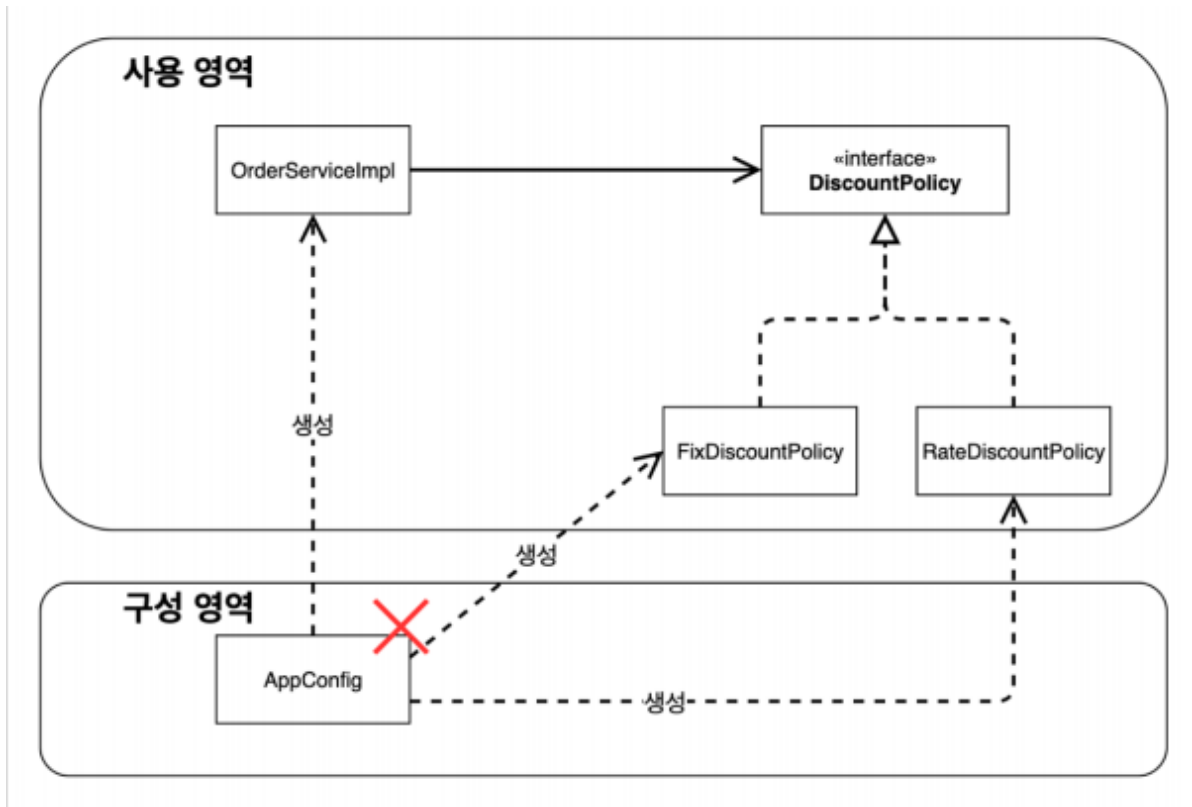 사용 영역
OrderServiceImpl
«interface»
DiscountPolicy
생성
FixDiscountPolicy
RateDiscountPolicy
생성
구성 영역
AppConfig
생성